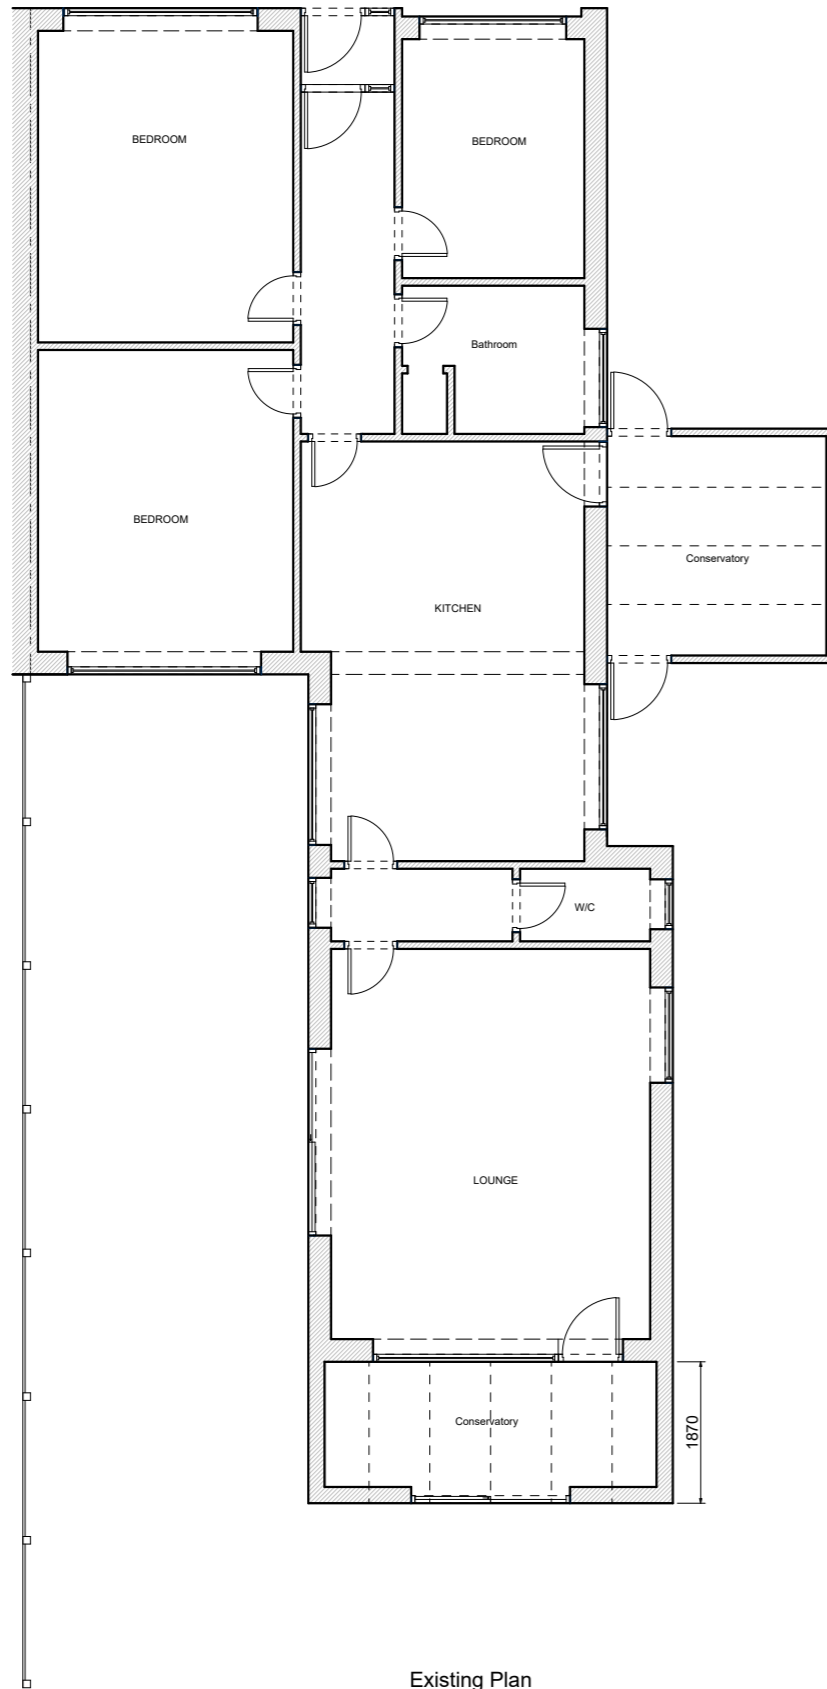 BEDROOM
BEDROOM
Bathroom
BEDROOM
Conservatory
KITCHEN
W/C
LOUNGE
Conservatory
1870
Existing Plan